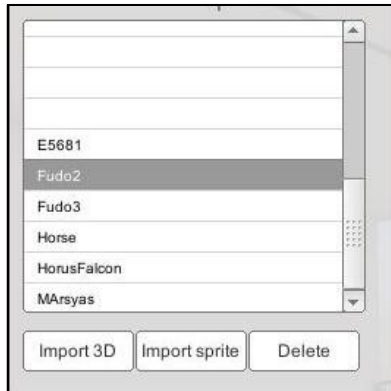 E5681
Fudo2
Fudo3
Horse
HorusFalcon
MArsyas
Import 3D Import sprite Delete